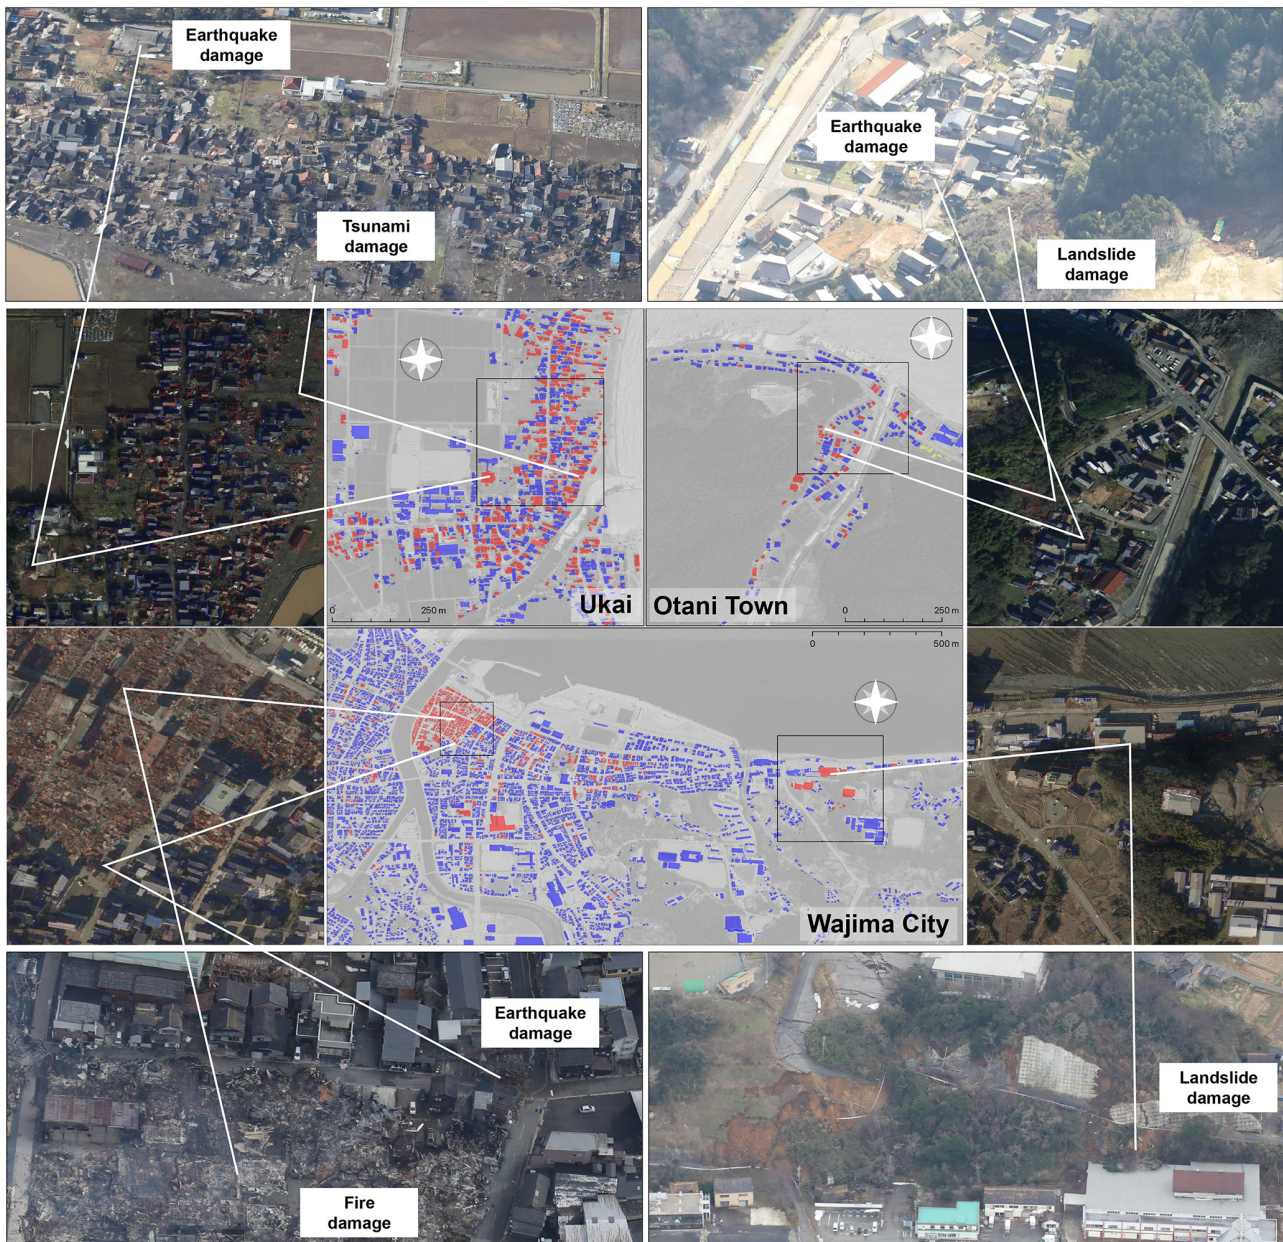 Earthquake
damage
Tsunami
damage
Earthquake
damage
Landslide
damage
0
250 m
Ukai
Otani Town
0
250 m
0
500 m
Wajima City
Earthquake
damage
Fire
damage
Landslide
damage